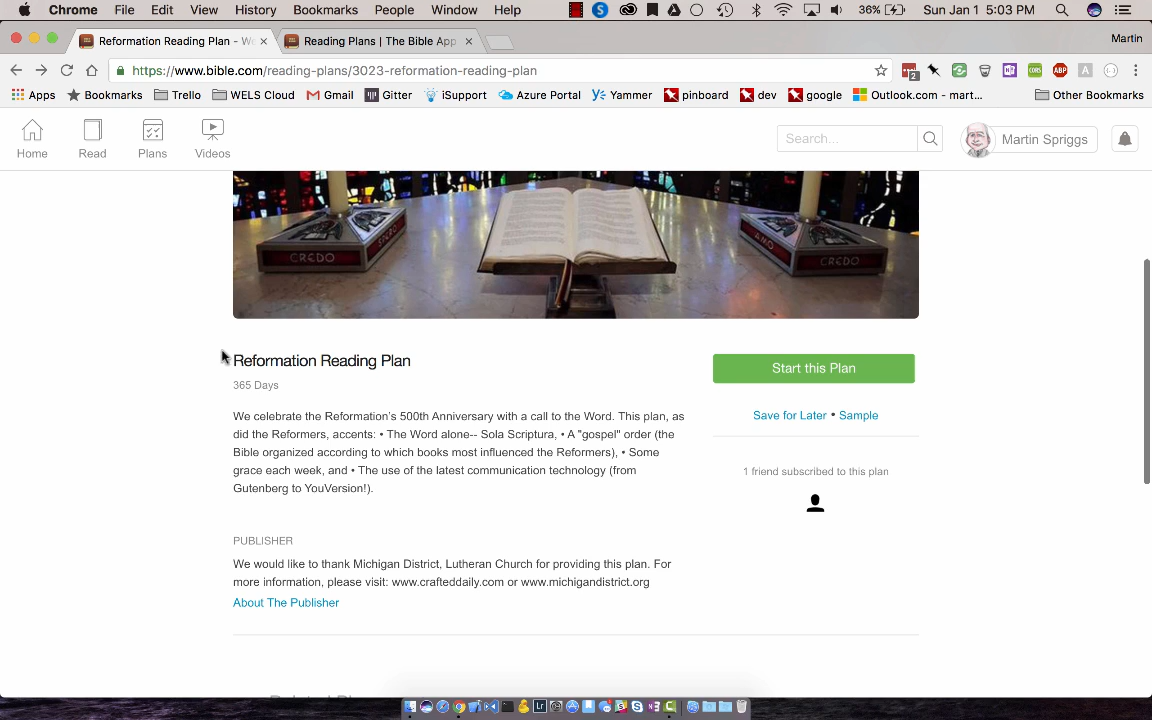 Chrome File Edit View History Bookmarks People Window Help 36% Sun Jan 1 5:03 PM
Reformation Reading Plan - We × Reading Plans | The Bible App × Martin
https://www.bible.com/reading-plans/3023-reformation-reading-plan 2 CORS ABP A
Apps Bookmarks Trello WELS Cloud Gmail Gitter iSupport Azure Portal Yammer pinboard dev google Outlook.com - mart... Other Bookmarks
Home Read Plans Videos Search... Martin Spriggs
CREDO SPERO AMO CREDO
Reformation Reading Plan
365 Days
Start this Plan
We celebrate the Reformation's 500th Anniversary with a call to the Word. This plan, as
did the Reformers, accents: • The Word alone-- Sola Scriptura, • A "gospel" order (the
Bible organized according to which books most influenced the Reformers), • Some
grace each week, and • The use of the latest communication technology (from
Gutenberg to YouVersion!).
Save for Later • Sample
1 friend subscribed to this plan
PUBLISHER
We would like to thank Michigan District, Lutheran Church for providing this plan. For
more information, please visit: www.crafteddaily.com or www.michigandistrict.org
About The Publisher
Lr